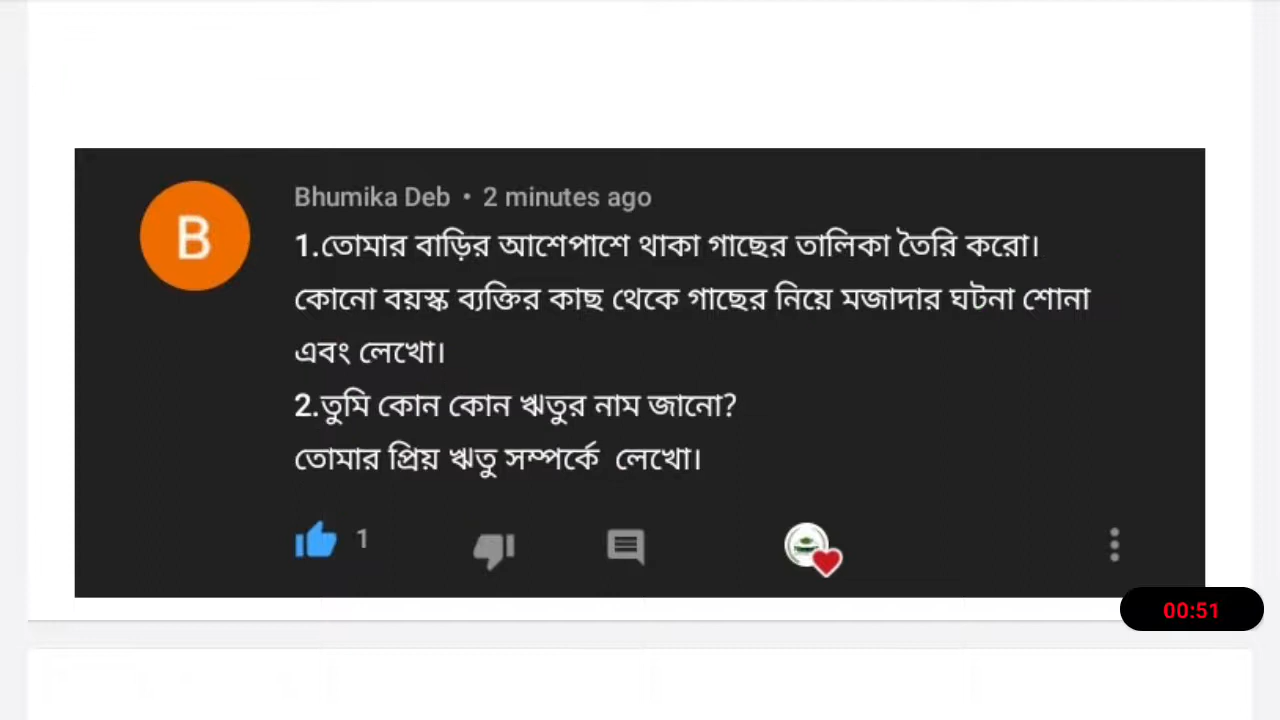 Bhumika Deb • 2 minutes ago
B
1.তোমার বাড়ির আশেপাশে থাকা গাছের তালিকা তৈরি করো।
কোনো বয়স্ক ব্যক্তির কাছ থেকে গাছের নিয়ে মজাদার ঘটনা শোনা
এবং লেখো।
2.তুমি কোন কোন ঋতুর নাম জানো?
তোমার প্রিয় ঋতু সম্পর্কে লেখো।
1
00:51